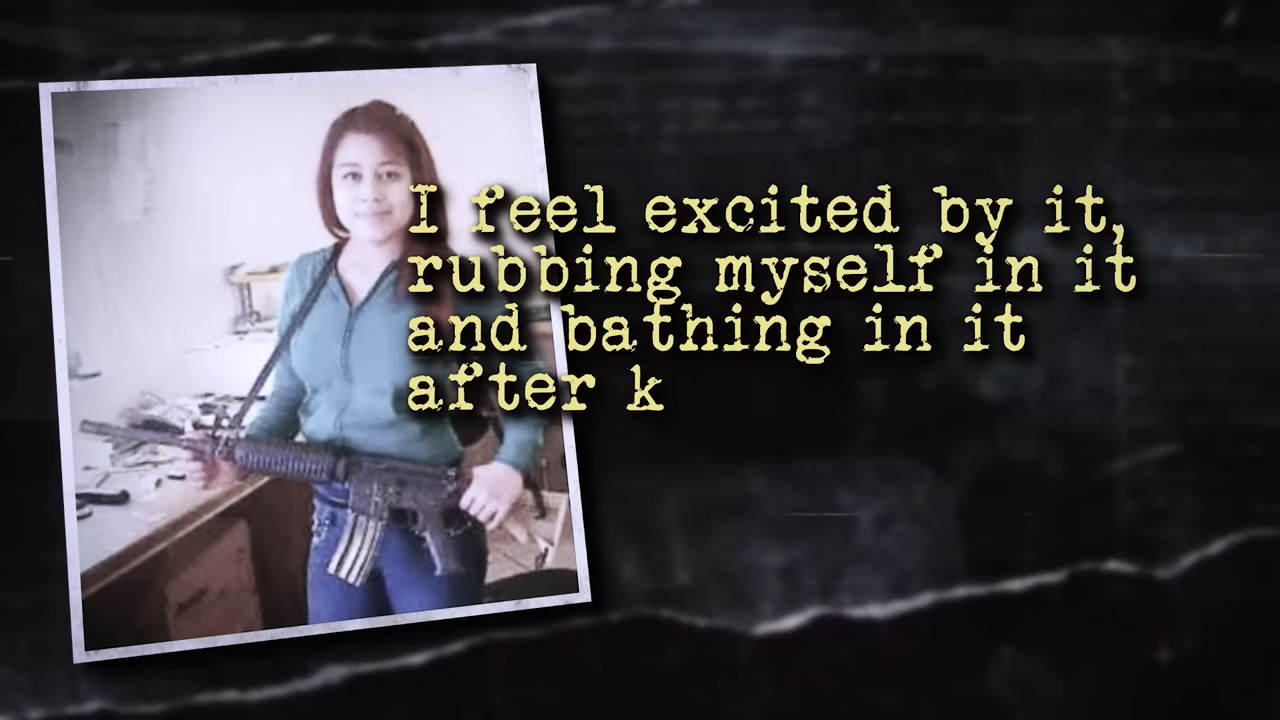 I feel excited by it,
rubbing myself in it
and bathing in it
after k